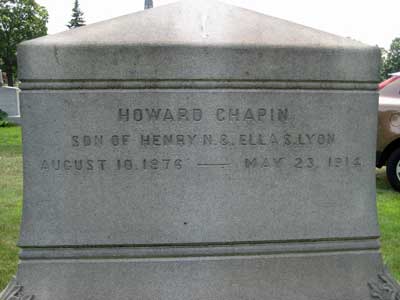 HOWARD CHAPIN
SON OF HENRY N. & ELLA S. LYON
AUGUST 10, 1876 — MAY 23, 1914